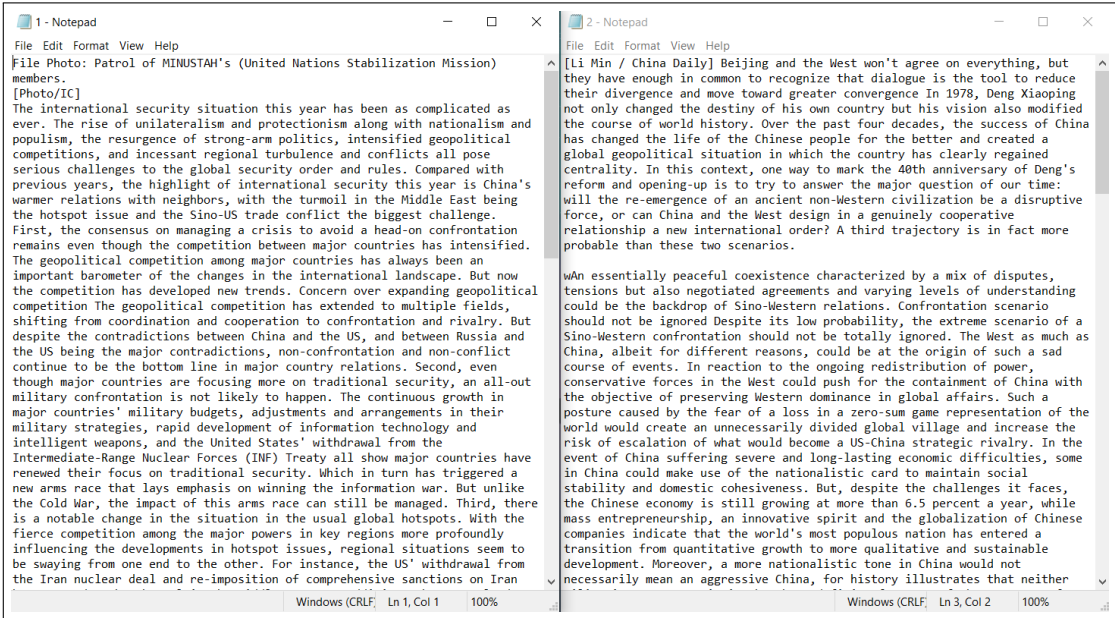 1 - Notepad
File Edit Format View Help
File Photo: Patrol of MINUSTAH's (United Nations Stabilization Mission)
members.
[Photo/IC]
The international security situation this year has been as complicated as
ever. The rise of unilateralism and protectionism along with nationalism and
populism, the resurgence of strong-arm politics, intensified geopolitical
competitions, and incessant regional turbulence and conflicts all pose
serious challenges to the global security order and rules. Compared with
previous years, the highlight of international security this year is China's
warmer relations with neighbors, with the turmoil in the Middle East being
the hotspot issue and the Sino-US trade conflict the biggest challenge.
First, the consensus on managing a crisis to avoid a head-on confrontation
remains even though the competition between major countries has intensified.
The geopolitical competition among major countries has always been an
important barometer of the changes in the international landscape. But now
the competition has developed new trends. Concern over expanding geopolitical
competition The geopolitical competition has extended to multiple fields,
shifting from coordination and cooperation to confrontation and rivalry. But
despite the contradictions between China and the US, and between Russia and
the US being the major contradictions, non-confrontation and non-conflict
continue to be the bottom line in major country relations. Second, even
though major countries are focusing more on traditional security, an all-out
military confrontation is not likely to happen. The continuous growth in
major countries' military budgets, adjustments and arrangements in their
military strategies, rapid development of information technology and
intelligent weapons, and the United States' withdrawal from the
Intermediate-Range Nuclear Forces (INF) Treaty all show major countries have
renewed their focus on traditional security. Which in turn has triggered a
new arms race that lays emphasis on winning the information war. But unlike
the Cold War, the impact of this arms race can still be managed. Third, there
is a notable change in the situation in the usual global hotspots. With the
fierce competition among the major powers in key regions more profoundly
influencing the developments in hotspot issues, regional situations seem to
be swaying from one end to the other. For instance, the US' withdrawal from
the Iran nuclear deal and re-imposition of comprehensive sanctions on Iran
Windows (CRLF) Ln 1, Col 1 100%
2 - Notepad
File Edit Format View Help
[Li Min / China Daily] Beijing and the West won't agree on everything, but
they have enough in common to recognize that dialogue is the tool to reduce
their divergence and move toward greater convergence In 1978, Deng Xiaoping
not only changed the destiny of his own country but his vision also modified
the course of world history. Over the past four decades, the success of China
has changed the life of the Chinese people for the better and created a
global geopolitical situation in which the country has clearly regained
centrality. In this context, one way to mark the 40th anniversary of Deng's
reform and opening-up is to try to answer the major question of our time:
will the re-emergence of an ancient non-Western civilization be a disruptive
force, or can China and the West design in a genuinely cooperative
relationship a new international order? A third trajectory is in fact more
probable than these two scenarios.
wAn essentially peaceful coexistence characterized by a mix of disputes,
tensions but also negotiated agreements and varying levels of understanding
could be the backdrop of Sino-Western relations. Confrontation scenario
should not be ignored Despite its low probability, the extreme scenario of a
Sino-Western confrontation should not be totally ignored. The West as much as
China, albeit for different reasons, could be at the origin of such a sad
course of events. In reaction to the ongoing redistribution of power,
conservative forces in the West could push for the containment of China with
the objective of preserving Western dominance in global affairs. Such a
posture caused by the fear of a loss in a zero-sum game representation of the
world would create an unnecessarily divided global village and increase the
risk of escalation of what would become a US-China strategic rivalry. In the
event of China suffering severe and long-lasting economic difficulties, some
in China could make use of the nationalistic card to maintain social
stability and domestic cohesiveness. But, despite the challenges it faces,
the Chinese economy is still growing at more than 6.5 percent a year, while
mass entrepreneurship, an innovative spirit and the globalization of Chinese
companies indicate that the world's most populous nation has entered a
transition from quantitative growth to more qualitative and sustainable
development. Moreover, a more nationalistic tone in China would not
necessarily mean an aggressive China, for history illustrates that neither
Windows (CRLF) Ln 3, Col 2 100%